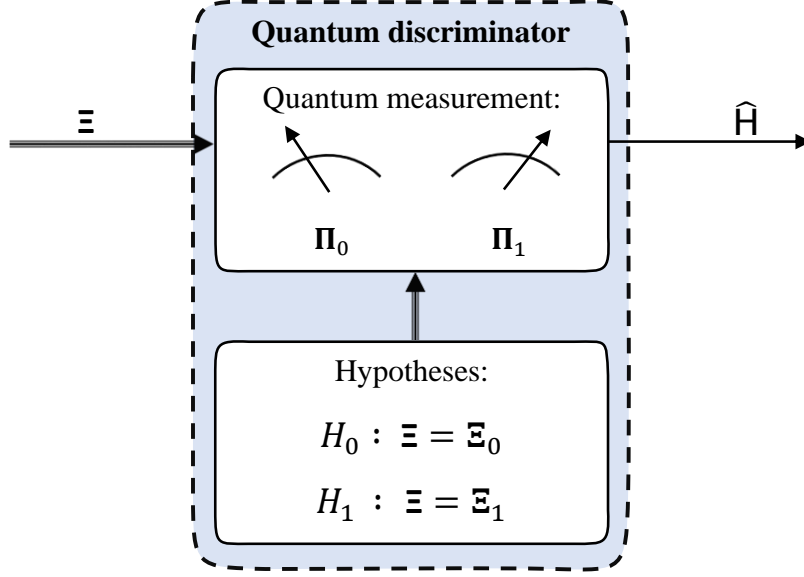 Quantum discriminator
Quantum measurement:
Ξ
Ĥ
Π₀ Π₁
Hypotheses:
H₀ : Ξ = Ξ₀
H₁ : Ξ = Ξ₁